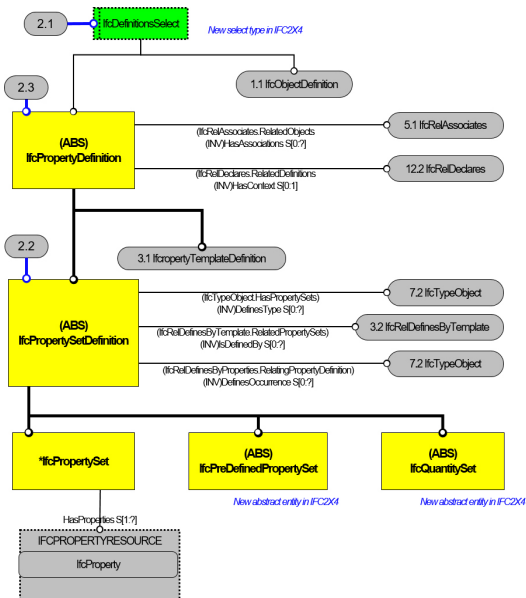 2.1
IfcDefinitionsSelect
New select type in IFC2X4
2.3
1.1 IfcObjectDefinition
(ABS)
IfcPropertyDefinition
(IfcRelAssociates.RelatedObjects
(INV)HasAssociations S[0:?]
5.1 IfcRelAssociates
(IfcRelDeclares.RelatedDefinitions
(INV)HasContext S[0:1]
12.2 IfcRelDeclares
2.2
3.1 IfcropertyTemplateDefinition
(ABS)
IfcPropertySetDefinition
(IfcTypeObject.HasPropertySets)
(INV)DefinesType S[0:?]
7.2 IfcTypeObject
(IfcRelDefinesByTemplate.RelatedPropertySets)
(INV)IsDefinedBy S[0:?]
3.2 IfcRelDefinesByTemplate
(IfcRelDefinesByProperties.RelatingPropertyDefinition)
(INV)DefinesOccurrence S[0:?]
7.2 IfcTypeObject
*IfcPropertySet
(ABS)
IfcPreDefinedPropertySet
(ABS)
IfcQuantitySet
New abstract entity in IFC2X4
New abstract entity in IFC2X4
HasProperties S[1:?]
IFCPROPERTYRESOURCE
IfcProperty